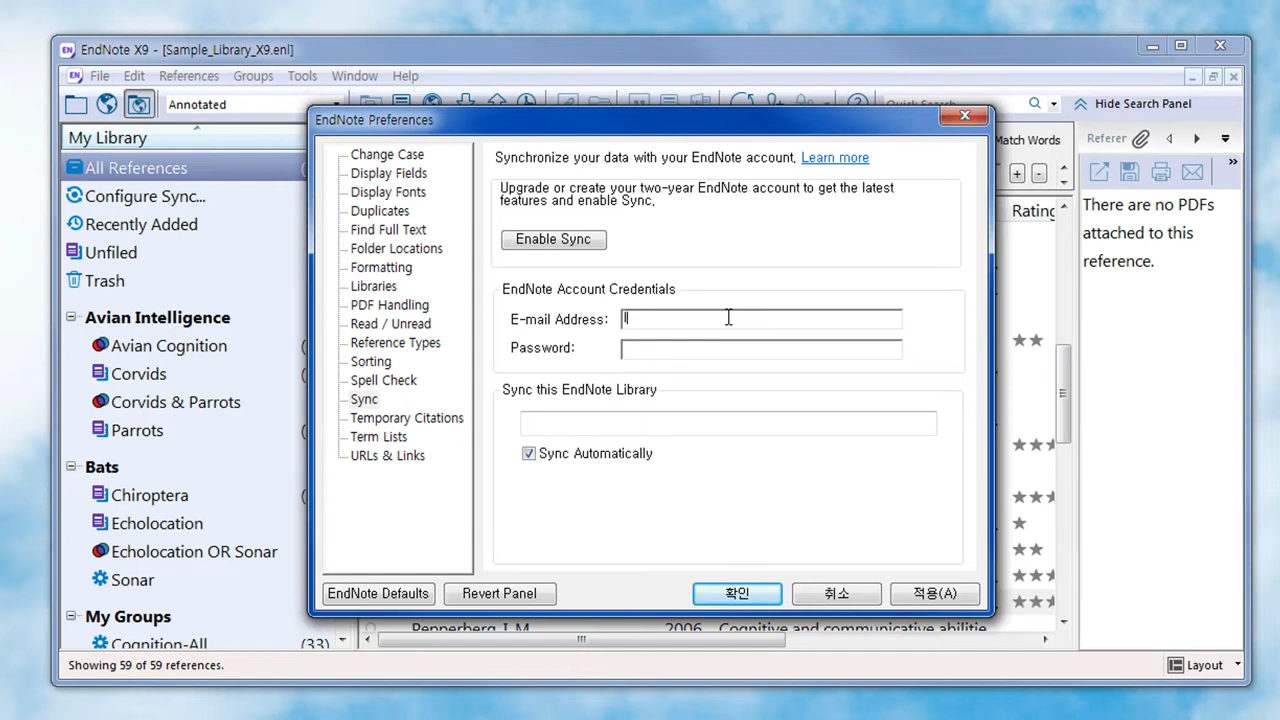 EndNote X9 - [Sample_Library_X9.enl]
File Edit References Groups Tools Window Help
Annotated
Quick Search
Hide Search Panel
My Library
All References
Configure Sync...
Recently Added
Unfiled
Trash
Avian Intelligence
Avian Cognition
Corvids
Corvids & Parrots
Parrots
Bats
Chiroptera
Echolocation
Echolocation OR Sonar
Sonar
My Groups
Cognition-All (33)
EndNote Preferences
Change Case
Display Fields
Display Fonts
Duplicates
Find Full Text
Folder Locations
Formatting
Libraries
PDF Handling
Read / Unread
Reference Types
Sorting
Spell Check
Sync
Temporary Citations
Term Lists
URLs & Links
Synchronize your data with your EndNote account. Learn more
Upgrade or create your two-year EndNote account to get the latest
features and enable Sync.
Enable Sync
EndNote Account Credentials
E-mail Address:
Password:
Sync this EndNote Library
Sync Automatically
EndNote Defaults Revert Panel 확인 취소 적용(A)
Match Words
Rating
Referer
There are no PDFs
attached to this
reference.
2006 Cognitive and communicative abilitie
Showing 59 of 59 references.
Layout